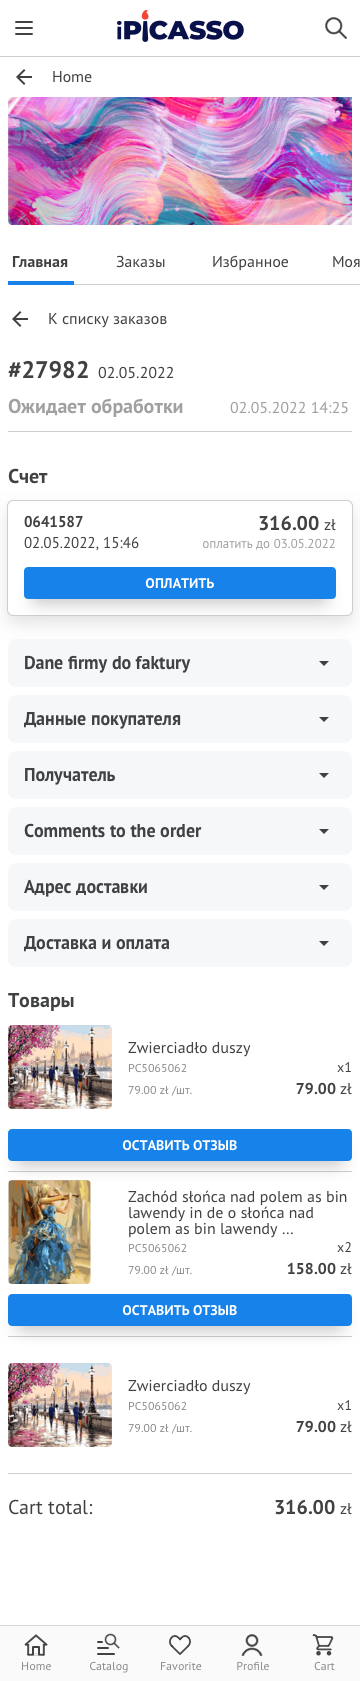 iPICASSO
Home
Главная Заказы Избранное Моя
К списку заказов
#27982 02.05.2022
Ожидает обработки 02.05.2022 14:25
Счет
0641587 316.00 zł
02.05.2022, 15:46 оплатить до 03.05.2022
ОПЛАТИТЬ
Dane firmy do faktury
Данные покупателя
Получатель
Comments to the order
Адрес доставки
Доставка и оплата
Товары
Zwierciadło duszy
PC5065062 x1
79.00 zł /шт. 79.00 zł
ОСТАВИТЬ ОТЗЫВ
Zachód słońca nad polem as bin
lawendy in de o słońca nad
polem as bin lawendy ...
PC5065062 x2
79.00 zł /шт. 158.00 zł
ОСТАВИТЬ ОТЗЫВ
Zwierciadło duszy
PC5065062 x1
79.00 zł /шт. 79.00 zł
Cart total: 316.00 zł
Home Catalog Favorite Profile Cart